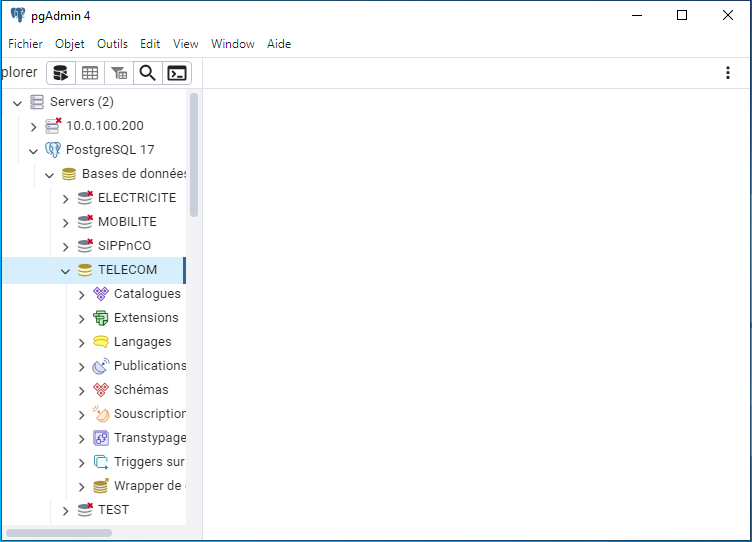 pgAdmin 4
Fichier Objet Outils Edit View Window Aide
plorer
Servers (2)
10.0.100.200
PostgreSQL 17
Bases de données
ELECTRICITE
MOBILITE
SIPPnCO
TELECOM
Catalogues
Extensions
Langages
Publications
Schémas
Souscription
Transtypage
Triggers sur
Wrapper de
TEST